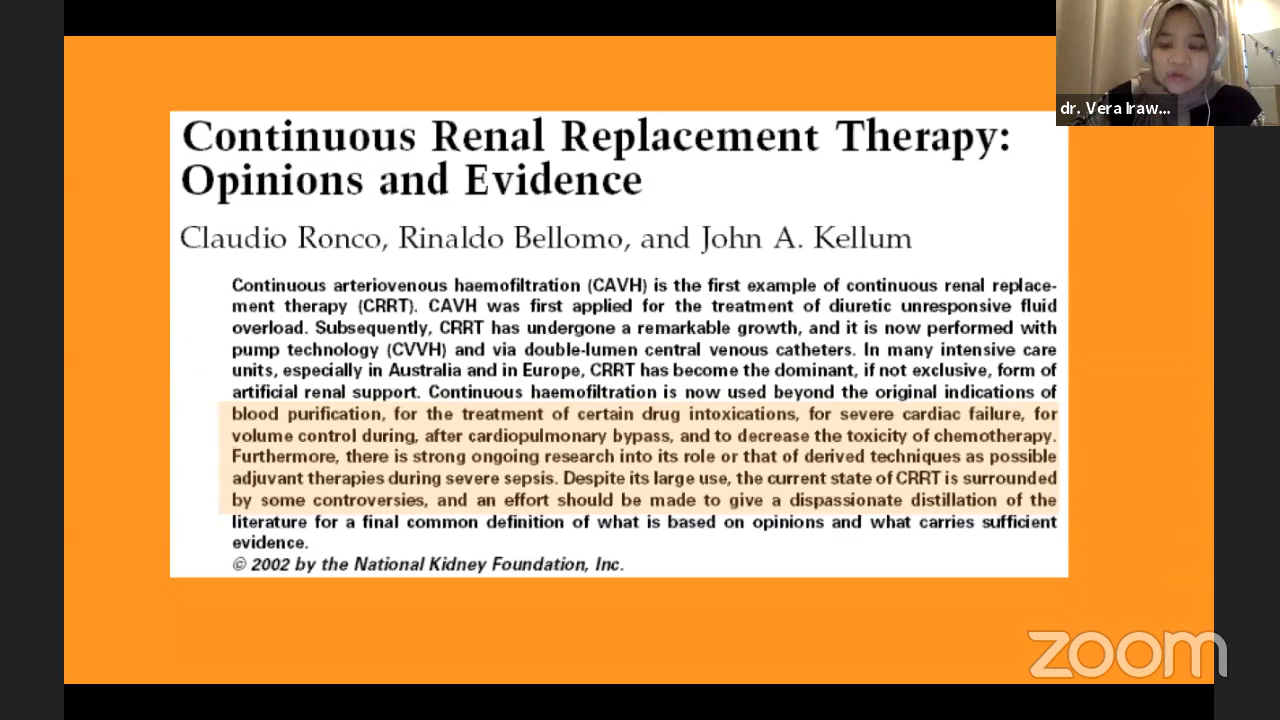 dr. Vera Iraw...
Continuous Renal Replacement Therapy:
Opinions and Evidence
Claudio Ronco, Rinaldo Bellomo, and John A. Kellum
Continuous arteriovenous haemofiltration (CAVH) is the first example of continuous renal replace-
ment therapy (CRRT). CAVH was first applied for the treatment of diuretic unresponsive fluid
overload. Subsequently, CRRT has undergone a remarkable growth, and it is now performed with
pump technology (CVVH) and via double-lumen central venous catheters. In many intensive care
units, especially in Australia and in Europe, CRRT has become the dominant, if not exclusive, form of
artificial renal support. Continuous haemofiltration is now used beyond the original indications of
blood purification, for the treatment of certain drug intoxications, for severe cardiac failure, for
volume control during, after cardiopulmonary bypass, and to decrease the toxicity of chemotherapy.
Furthermore, there is strong ongoing research into its role or that of derived techniques as possible
adjuvant therapies during severe sepsis. Despite its large use, the current state of CRRT is surrounded
by some controversies, and an effort should be made to give a dispassionate distillation of the
literature for a final common definition of what is based on opinions and what carries sufficient
evidence.
© 2002 by the National Kidney Foundation, Inc.
zoom